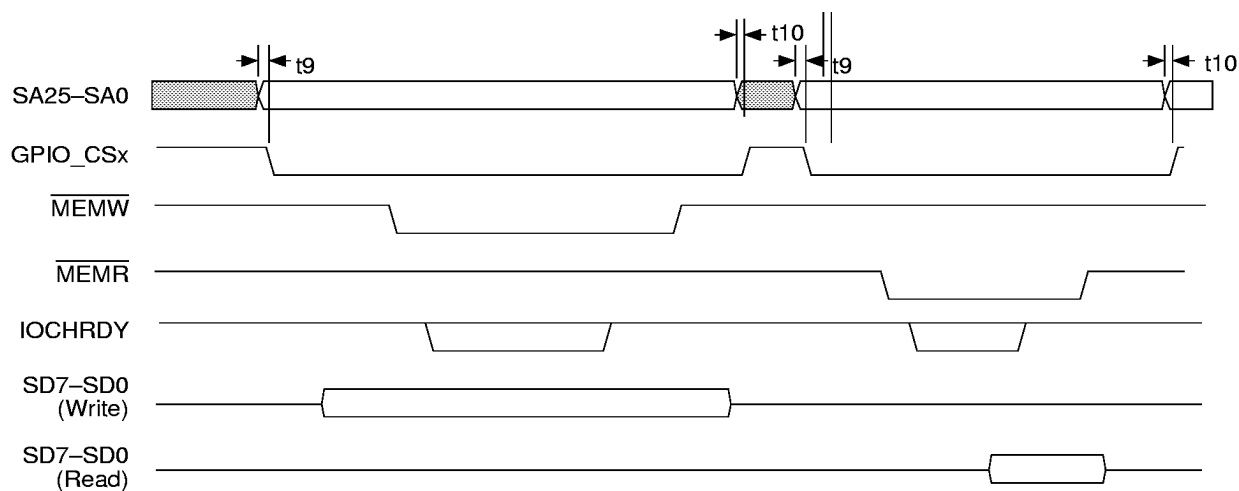 t10
t9
t9
t10
SA25–SA0
GPIO_CSx
MEMW
MEMR
IOCHRDY
SD7–SD0
(Write)
SD7–SD0
(Read)